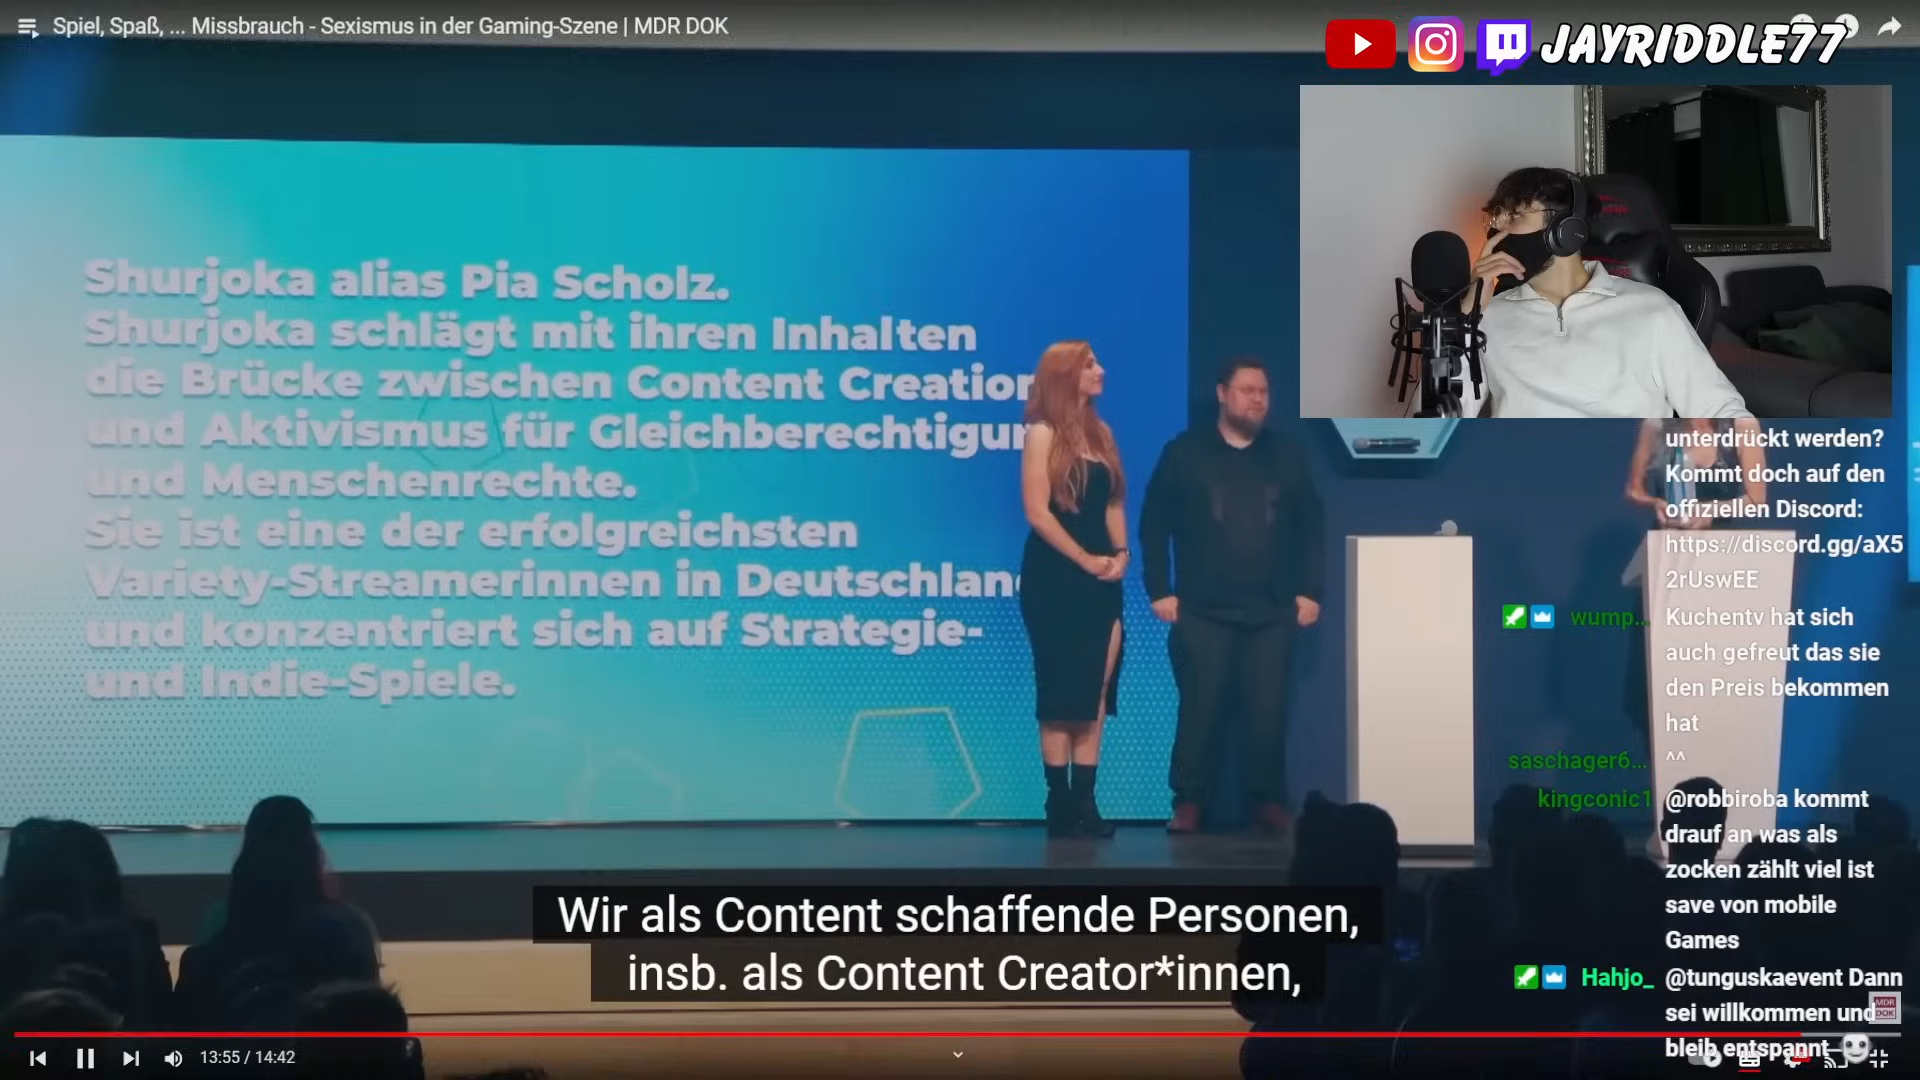 Spiel, Spaß, ... Missbrauch - Sexismus in der Gaming-Szene | MDR DOK
JAYRIDDLE77
Shurjoka alias Pia Scholz.
Shurjoka schlägt mit ihren Inhalten
die Brücke zwischen Content Creation
und Aktivismus für Gleichberechtigun
und Menschenrechte.
Sie ist eine der erfolgreichsten
Variety-Streamerinnen in Deutschland
und konzentriert sich auf Strategie-
und Indie-Spiele.
unterdrückt werden?
Kommt doch auf den
offiziellen Discord:
https://discord.gg/aX5
2rUswEE
wump... Kuchentv hat sich
auch gefreut das sie
den Preis bekommen
hat
saschager6... ^^
kingconic1 @robbiroba kommt
drauf an was als
zocken zählt viel ist
save von mobile
Games
Hahjo_ @tunguskaevent Dann
sei willkommen und
bleib entspannt
Wir als Content schaffende Personen,
insb. als Content Creator*innen,
MDR
DOK
13:55 / 14:42